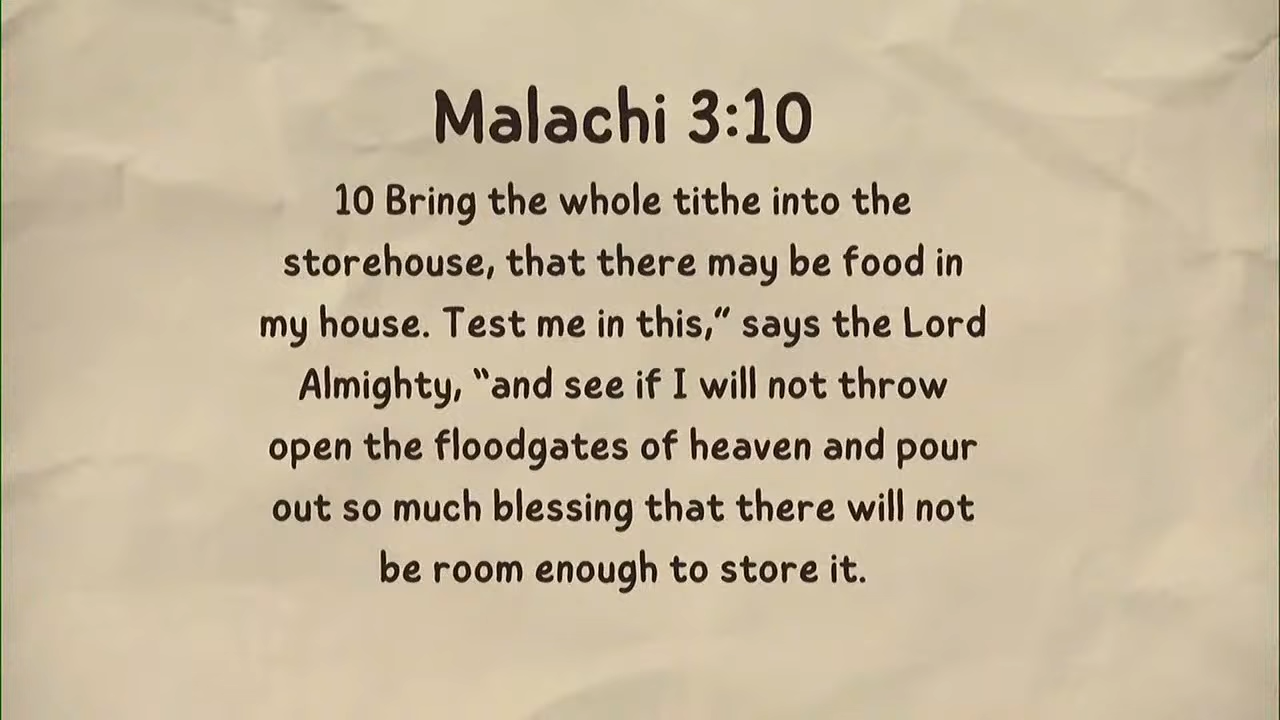 Malachi 3:10
10 Bring the whole tithe into the
storehouse, that there may be food in
my house. Test me in this,” says the Lord
Almighty, “and see if I will not throw
open the floodgates of heaven and pour
out so much blessing that there will not
be room enough to store it.